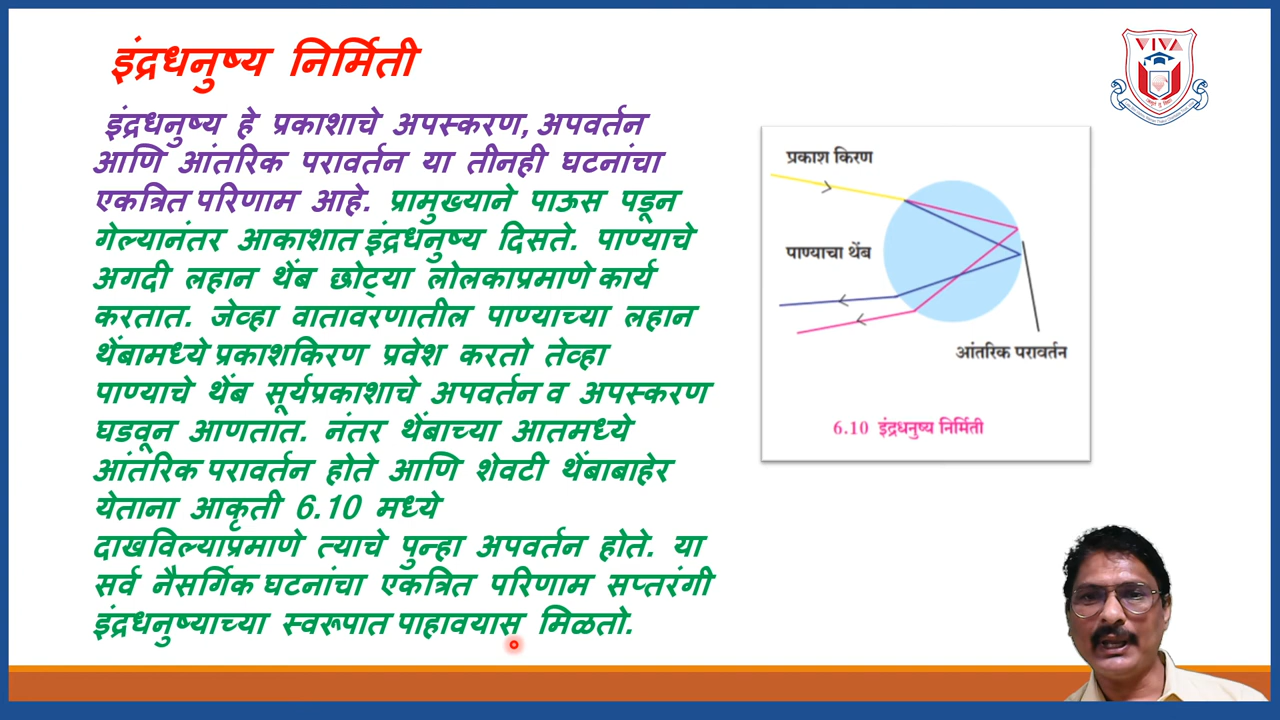 इंद्रधनुष्य निर्मिती
VIVA
इंद्रधनुष्य हे प्रकाशाचे अपस्करण, अपवर्तन
आणि आंतरिक परावर्तन या तीनही घटनांचा
एकत्रित परिणाम आहे. प्रामुख्याने पाऊस पडून
गेल्यानंतर आकाशात इंद्रधनुष्य दिसते. पाण्याचे
अगदी लहान थेंब छोट्या लोलकाप्रमाणे कार्य
करतात. जेव्हा वातावरणातील पाण्याच्या लहान
थेंबामध्ये प्रकाशकिरण प्रवेश करतो तेव्हा
पाण्याचे थेंब सूर्यप्रकाशाचे अपवर्तन व अपस्करण
घडवून आणतात. नंतर थेंबाच्या आतमध्ये
आंतरिक परावर्तन होते आणि शेवटी थेंबाबाहेर
येताना आकृती 6.10 मध्ये
दाखविल्याप्रमाणे त्याचे पुन्हा अपवर्तन होते. या
सर्व नैसर्गिक घटनांचा एकत्रित परिणाम सप्तरंगी
इंद्रधनुष्याच्या स्वरूपात पाहावयास मिळतो.
प्रकाश किरण
पाण्याचा थेंब
आंतरिक परावर्तन
6.10 इंद्रधनुष्य निर्मिती